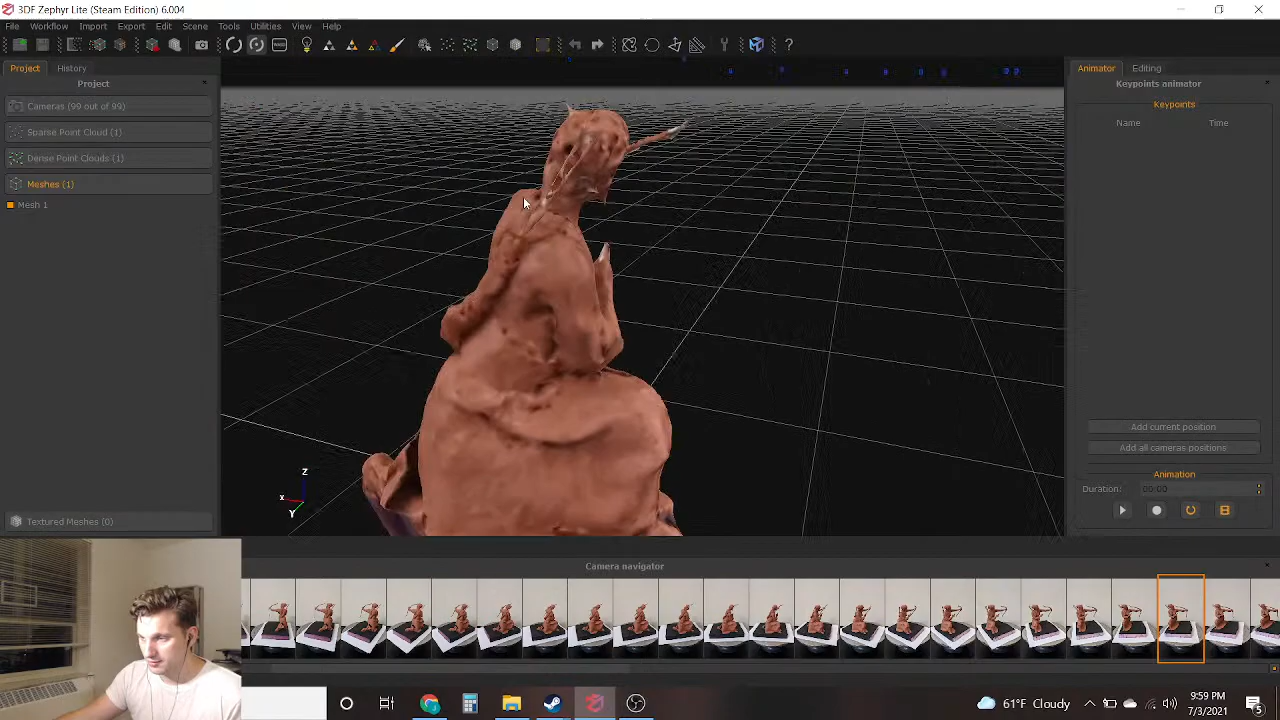 3DF Zephyr Lite (Steam Edition) 6.004
File Workflow Import Export Edit Scene Tools Utilities View Help
Project History
Project
Cameras (99 out of 99)
Sparse Point Cloud (1)
Dense Point Clouds (1)
Meshes (1)
Mesh 1
Textured Meshes (0)
Z
X
Y
Animator Editing
Keypoints animator
Keypoints
Name Time
Add current position
Add all cameras positions
Animation
Duration: 00:00
Camera navigator
61°F Cloudy
9:59 PM
7/3/2021